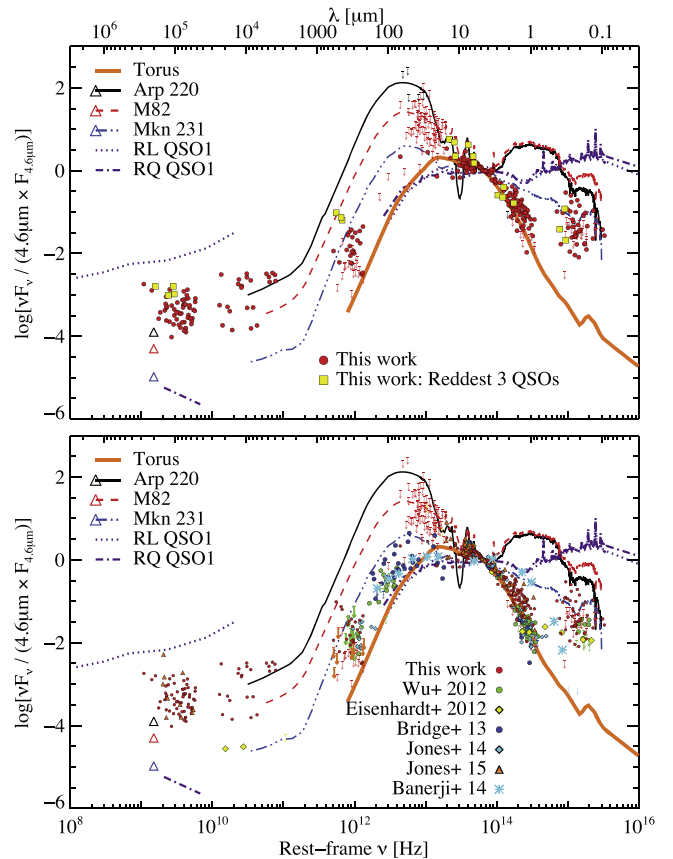 λ [μm]
10⁶ 10⁵ 1000 100 10 1 0.1
Torus
Arp 220
M82
Mkn 231
RL QSO1
RQ QSO1
2
0
−2
−4
−6
log[νFν / (4.6μm × F4.6μm)]
This work
This work: Reddest 3 QSOs
Torus
Arp 220
M82
Mkn 231
RL QSO1
RQ QSO1
2
0
−2
−4
−6
log[νFν / (4.6μm × F4.6μm)]
This work
Wu+ 2012
Eisenhardt+ 2012
Bridge+ 13
Jones+ 14
Jones+ 15
Banerji+ 14
10⁸ 10¹⁰ 10¹² 10¹⁴ 10¹⁶
Rest−frame ν [Hz]